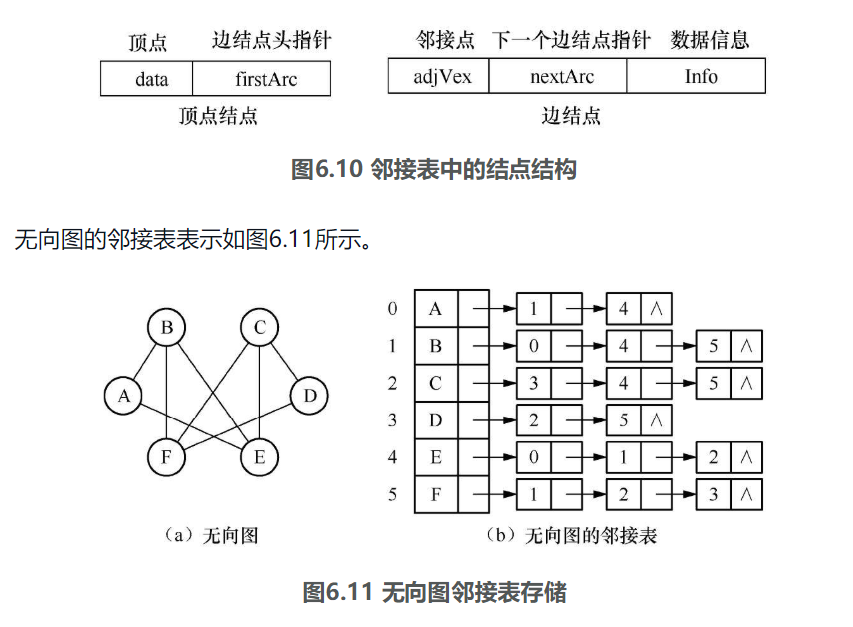 顶点 边结点头指针 邻接点 下一个边结点指针 数据信息
data firstArc adjVex nextArc Info
顶点结点 边结点
图6.10 邻接表中的结点结构
无向图的邻接表表示如图6.11所示。
B C
A D
F E
0 A 1 4 ∧
1 B 0 4 5 ∧
2 C 3 4 5 ∧
3 D 2 5 ∧
4 E 0 1 2 ∧
5 F 1 2 3 ∧
（a）无向图 （b）无向图的邻接表
图6.11 无向图邻接表存储